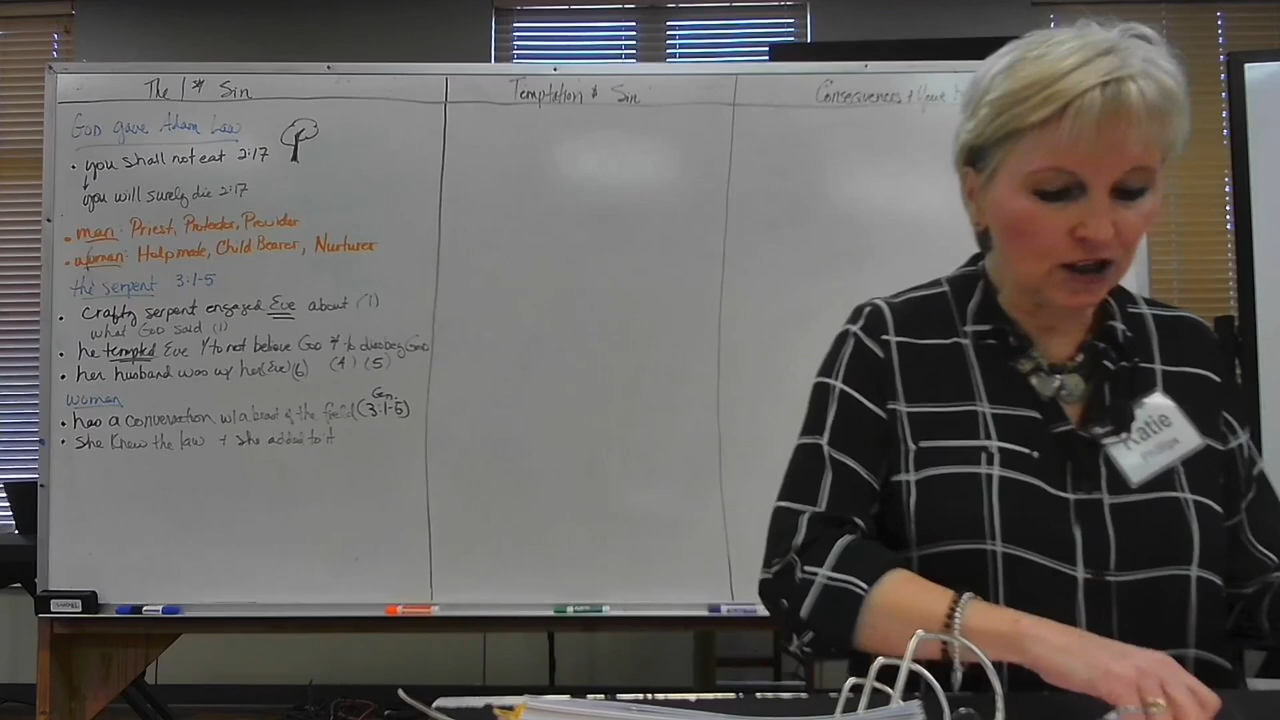 The 1st Sin
Temptation & Sin
Consequences + Your
God gave Adam Law
• you shall not eat 2:17
you will surely die 2:17
• man: Priest, Protector, Provider
• woman: Helpmate, Child Bearer, Nurturer
the serpent 3:1-5
• crafty serpent engaged Eve about (1)
what God said (1)
• he tempted Eve to not believe God to disobey God
• her husband was w/ her (Eve) (6) (4) (5)
woman
• has a conversation w/ a beast of the field (Gen. 3:1-5)
• she knew the law + she added to it
Katie